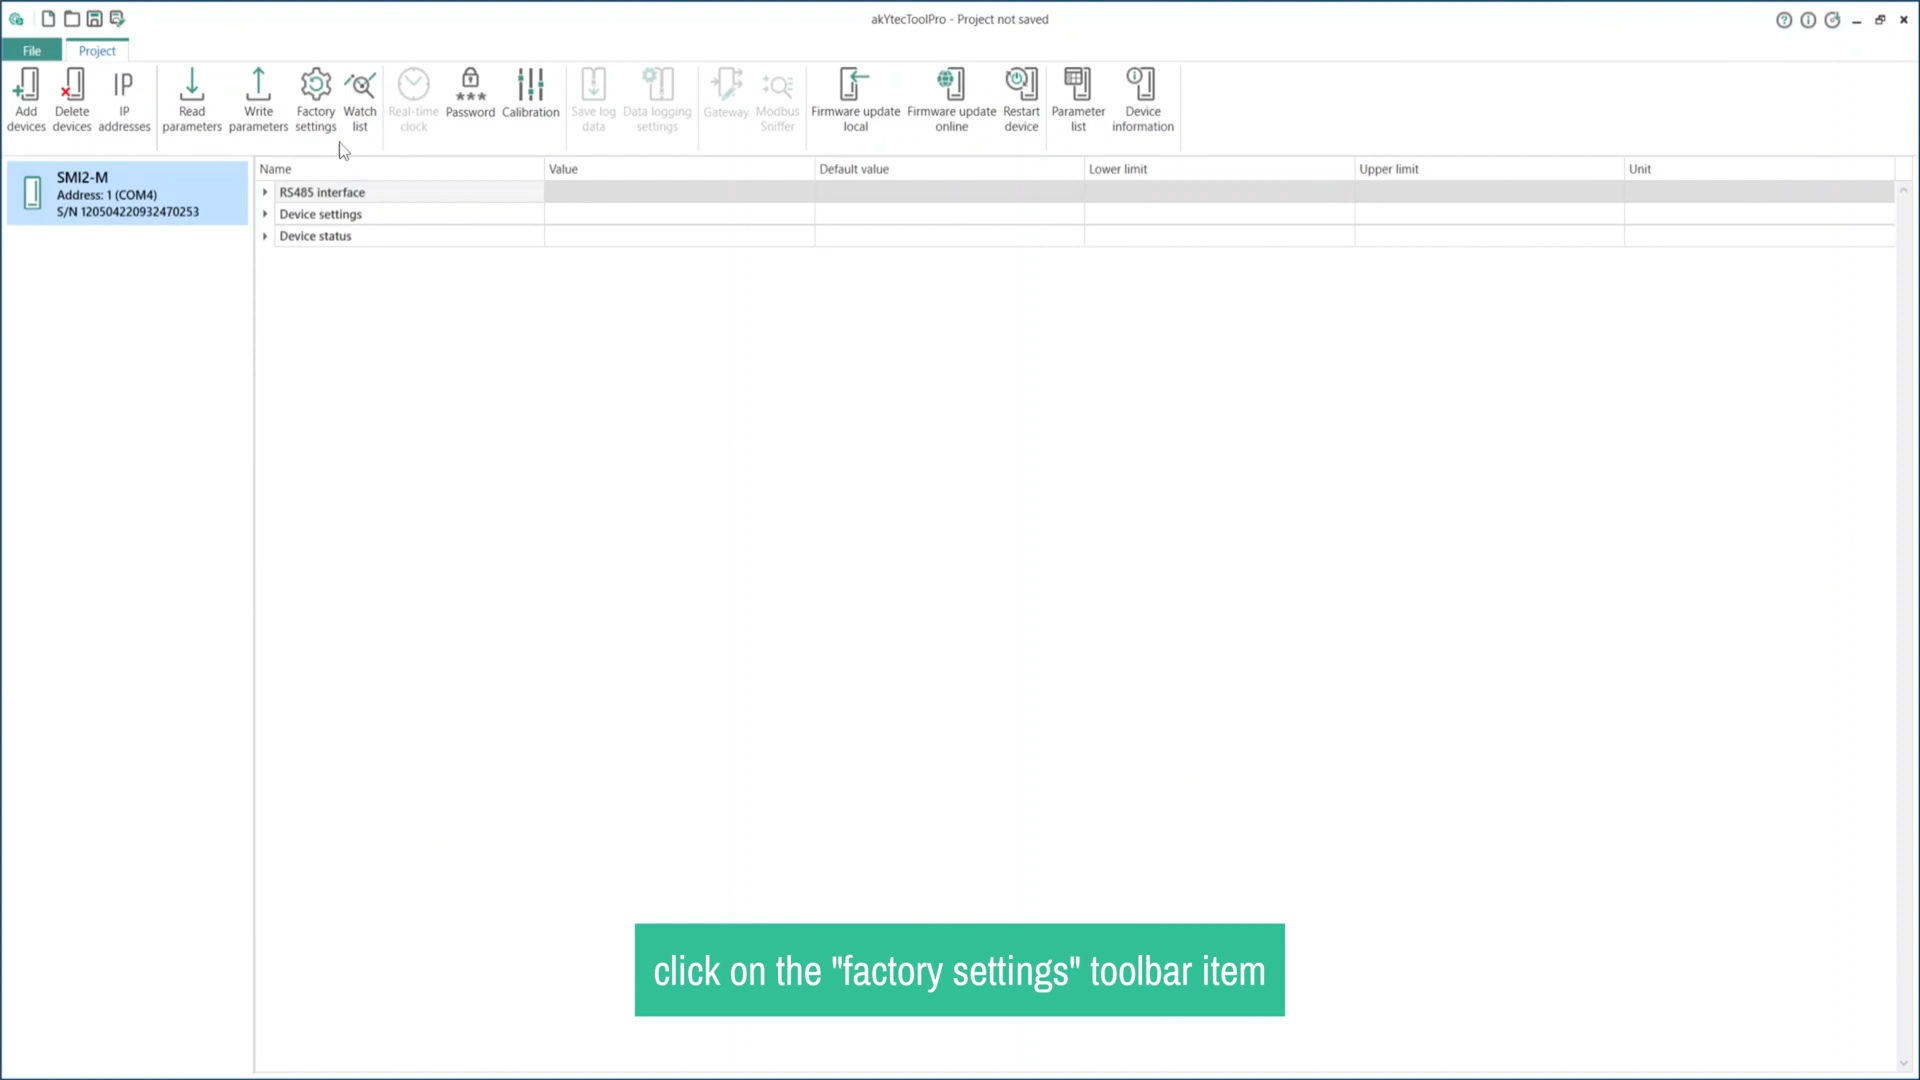 akYtecToolPro - Project not saved
File
Project
Add devices
Delete devices
IP
IP addresses
Read parameters
Write parameters
Factory settings
Watch list
Real-time clock
***
Password
Calibration
Save log data
Data logging settings
Gateway
Modbus Sniffer
Firmware update local
Firmware update online
Restart device
Parameter list
Device information
SMI2-M
Address: 1 (COM4)
S/N 120504220932470253
Name Value Default value Lower limit Upper limit Unit
RS485 interface
Device settings
Device status
click on the "factory settings" toolbar item